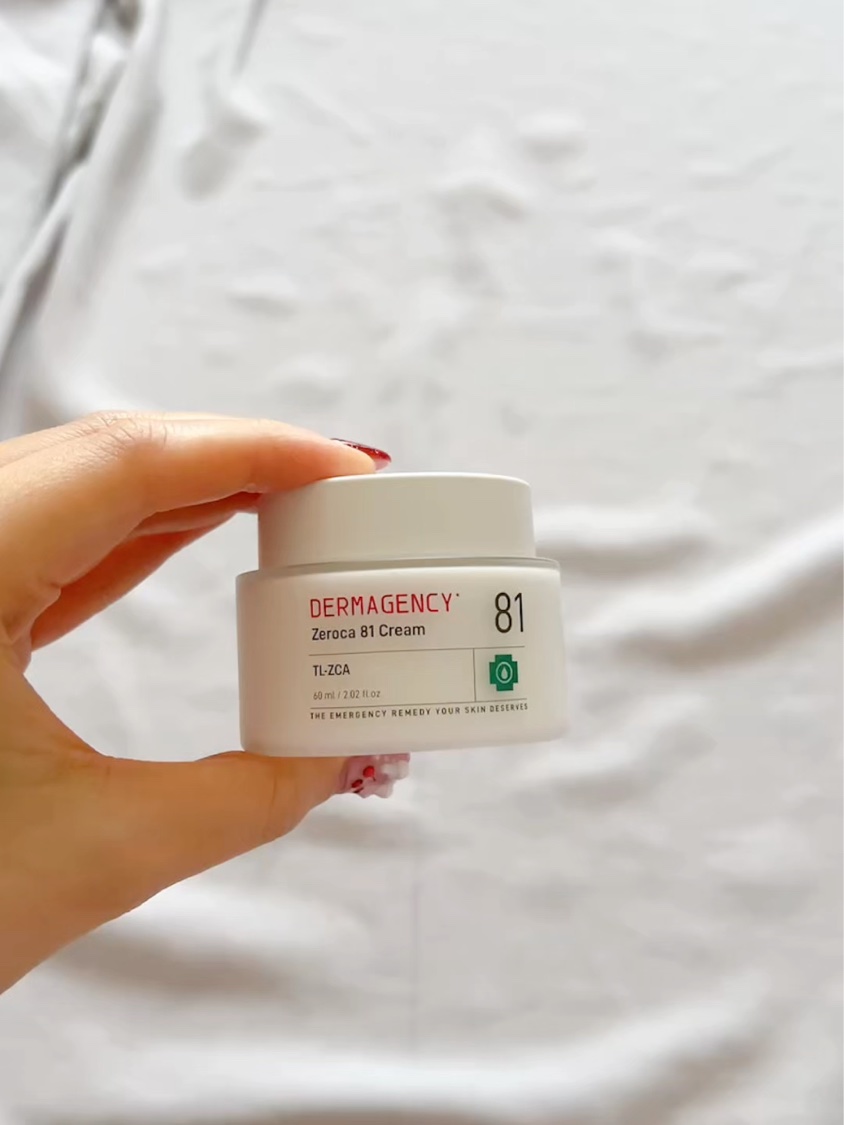 DERMAGENCY
Zeroca 81 Cream
81
TL-ZCA
60 ml / 2.02 fl.oz
THE EMERGENCY REMEDY YOUR SKIN DESERVES